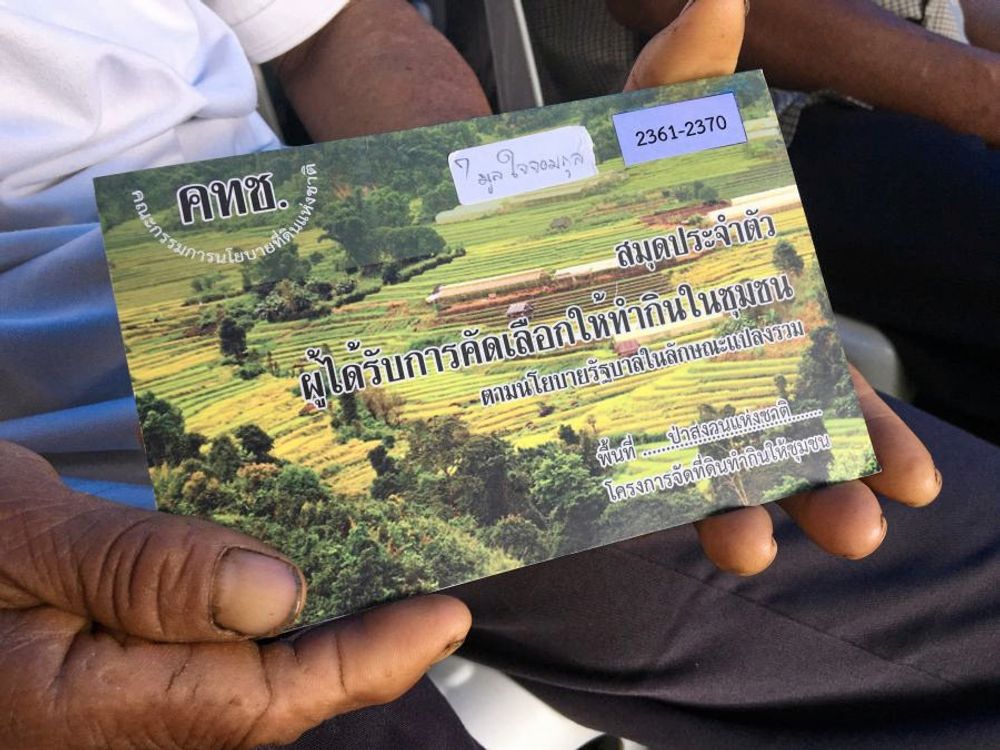 คทช.
คณะกรรมการนโยบายที่ดินแห่งชาติ
มูล ใจจอมกุล
2361-2370
สมุดประจำตัว
ผู้ได้รับการคัดเลือกให้ทำกินในชุมชน
ตามนโยบายรัฐบาลในลักษณะแปลงรวม
พื้นที่ ......ป่าสงวนแห่งชาติ.......
โครงการจัดที่ดินทำกินให้ชุมชน